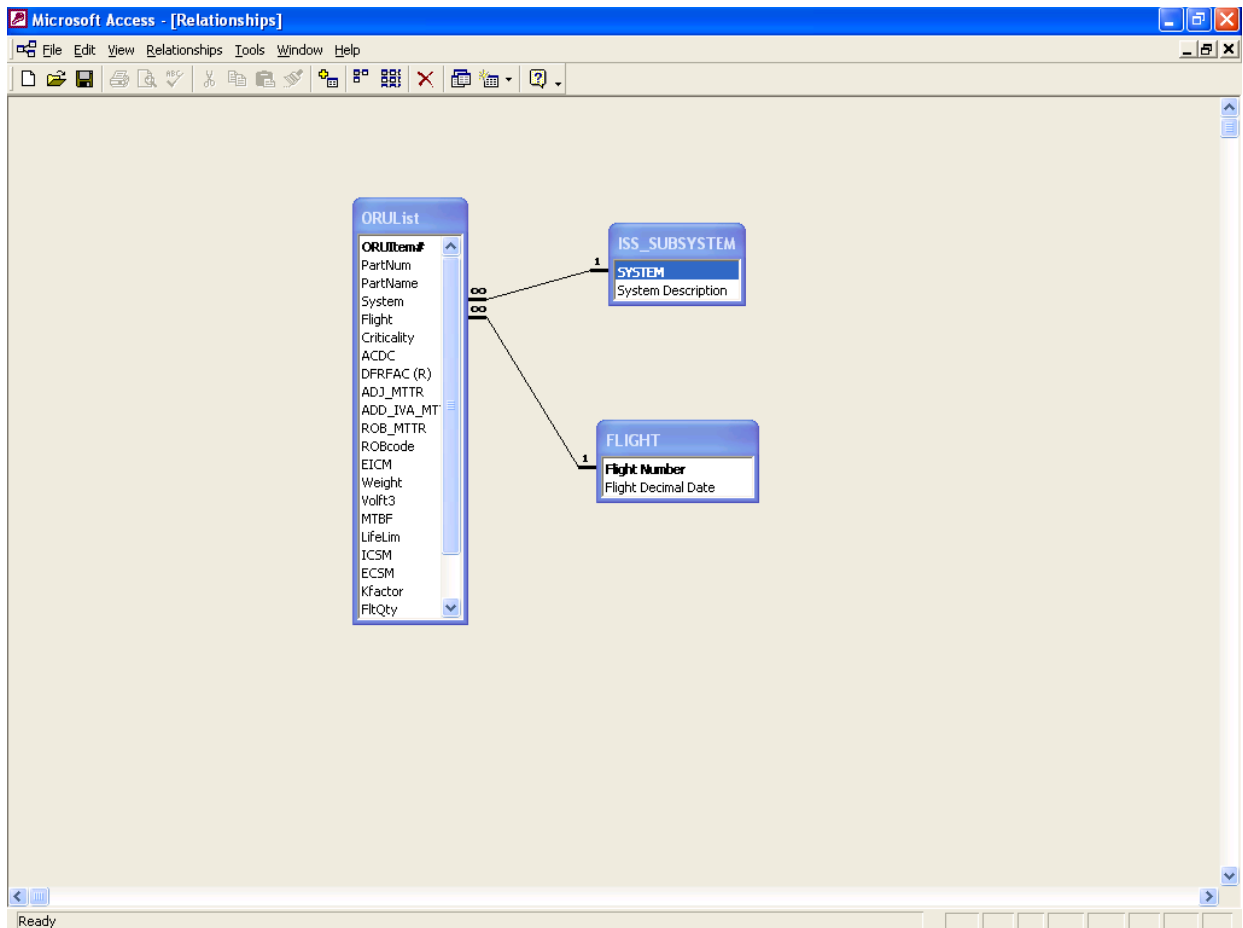 Microsoft Access - [Relationships]
File Edit View Relationships Tools Window Help
ORUList
ORUItem#
PartNum
PartName
System
Flight
Criticality
ACDC
DFRFAC (R)
ADJ_MTTR
ADD_IVA_MT
ROB_MTTR
ROBcode
EICM
Weight
Volft3
MTBF
LifeLim
ICSM
ECSM
Kfactor
FltQty
∞
∞
1
ISS_SUBSYSTEM
SYSTEM
System Description
1
FLIGHT
Flight Number
Flight Decimal Date
Ready